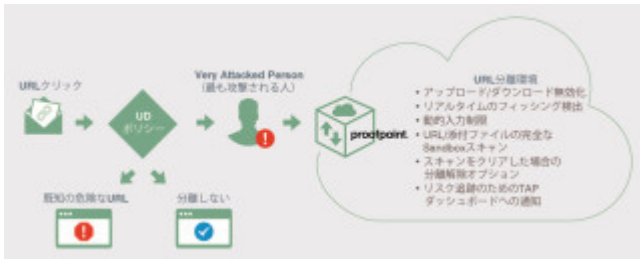 URLクリック
UD
ポリシー
Very Attacked Person
(最も攻撃される人)
proofpoint.
URL分離環境
• アップロード/ダウンロード無効化
• リアルタイムのフィッシング検出
• 動的入力制限
• URL/添付ファイルの完全な
Sandboxスキャン
• スキャンをクリアした場合の
分離解除オプション
• リスク追跡のためのTAP
ダッシュボードへの通知
既知の危険なURL
分離しない